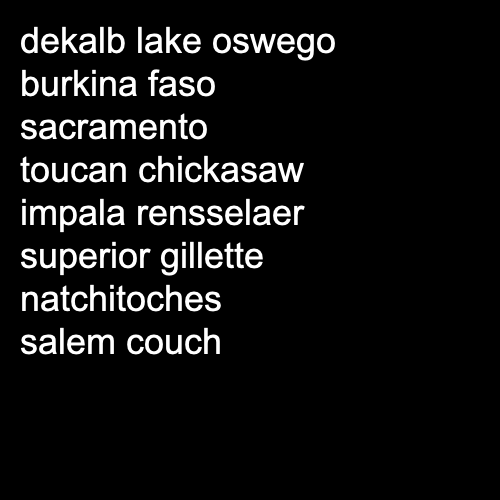 dekalb lake oswego
burkina faso
sacramento
toucan chickasaw
impala rensselaer
superior gillette
natchitoches
salem couch